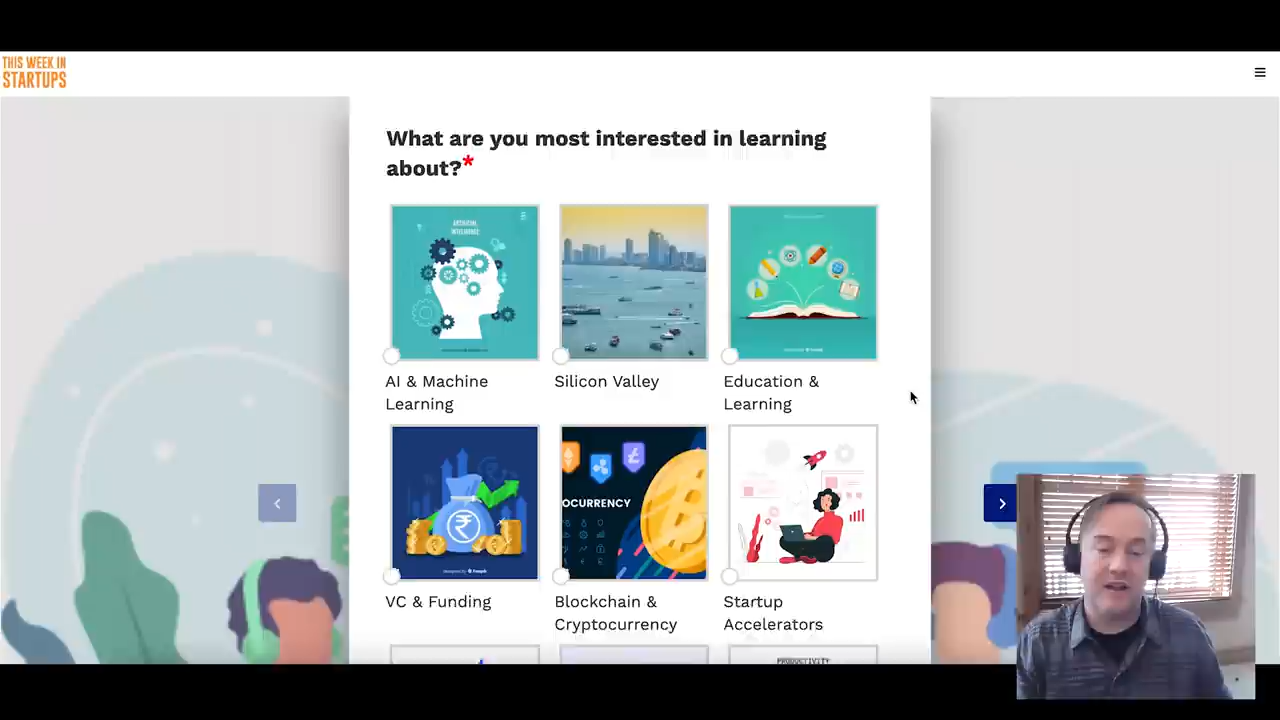 THIS WEEK IN
STARTUPS
What are you most interested in learning
about?*
ARTIFICIAL
INTELLIGENCE
AI & Machine
Learning
Silicon Valley
Education &
Learning
VC & Funding
OCURRENCY
Blockchain &
Cryptocurrency
Startup
Accelerators
PRODUCTIVITY